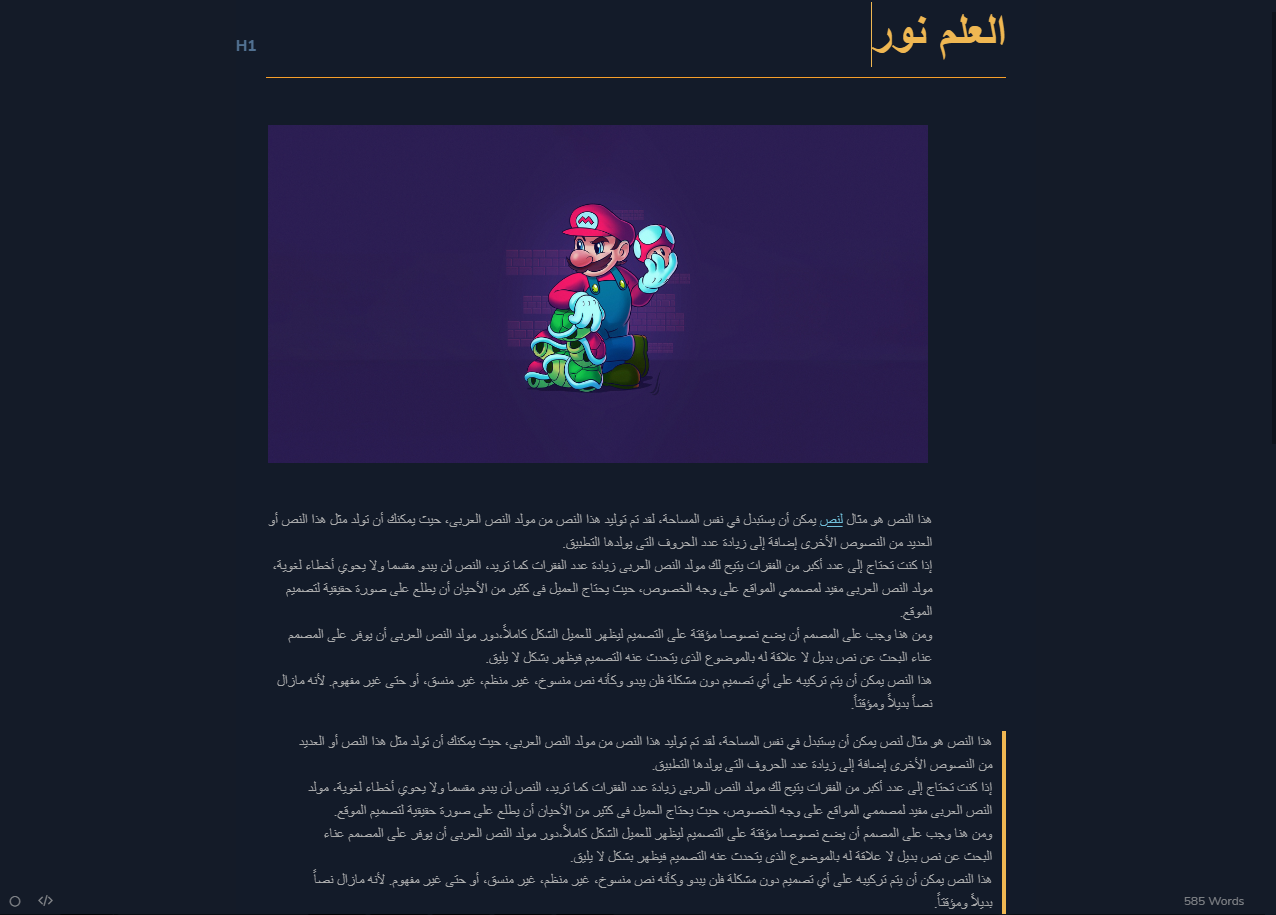 العلم نور
H1
هذا النص هو مثال لنص يمكن أن يستبدل في نفس المساحة، لقد تم توليد هذا النص من مولد النص العربى، حيث يمكنك أن تولد مثل هذا النص أو
العديد من النصوص الأخرى إضافة إلى زيادة عدد الحروف التى يولدها التطبيق.
إذا كنت تحتاج إلى عدد أكبر من الفقرات يتيح لك مولد النص العربى زيادة عدد الفقرات كما تريد، النص لن يبدو مقسما ولا يحوي أخطاء لغوية،
مولد النص العربى مفيد لمصممي المواقع على وجه الخصوص، حيث يحتاج العميل فى كثير من الأحيان أن يطلع على صورة حقيقية لتصميم
الموقع.
ومن هنا وجب على المصمم أن يضع نصوصا مؤقتة على التصميم ليظهر للعميل الشكل كاملاً،دور مولد النص العربى أن يوفر على المصمم
عناء البحث عن نص بديل لا علاقة له بالموضوع الذى يتحدث عنه التصميم فيظهر بشكل لا يليق.
هذا النص يمكن أن يتم تركيبه على أي تصميم دون مشكلة فلن يبدو وكأنه نص منسوخ، غير منظم، غير منسق، أو حتى غير مفهوم. لأنه مازال
نصاً بديلاً ومؤقتاً.
هذا النص هو مثال لنص يمكن أن يستبدل في نفس المساحة، لقد تم توليد هذا النص من مولد النص العربى، حيث يمكنك أن تولد مثل هذا النص أو العديد
من النصوص الأخرى إضافة إلى زيادة عدد الحروف التى يولدها التطبيق.
إذا كنت تحتاج إلى عدد أكبر من الفقرات يتيح لك مولد النص العربى زيادة عدد الفقرات كما تريد، النص لن يبدو مقسما ولا يحوي أخطاء لغوية، مولد
النص العربى مفيد لمصممي المواقع على وجه الخصوص، حيث يحتاج العميل فى كثير من الأحيان أن يطلع على صورة حقيقية لتصميم الموقع.
ومن هنا وجب على المصمم أن يضع نصوصا مؤقتة على التصميم ليظهر للعميل الشكل كاملاً،دور مولد النص العربى أن يوفر على المصمم عناء
البحث عن نص بديل لا علاقة له بالموضوع الذى يتحدث عنه التصميم فيظهر بشكل لا يليق.
هذا النص يمكن أن يتم تركيبه على أي تصميم دون مشكلة فلن يبدو وكأنه نص منسوخ، غير منظم، غير منسق، أو حتى غير مفهوم. لأنه مازال نصاً
بديلاً ومؤقتاً.
585 Words